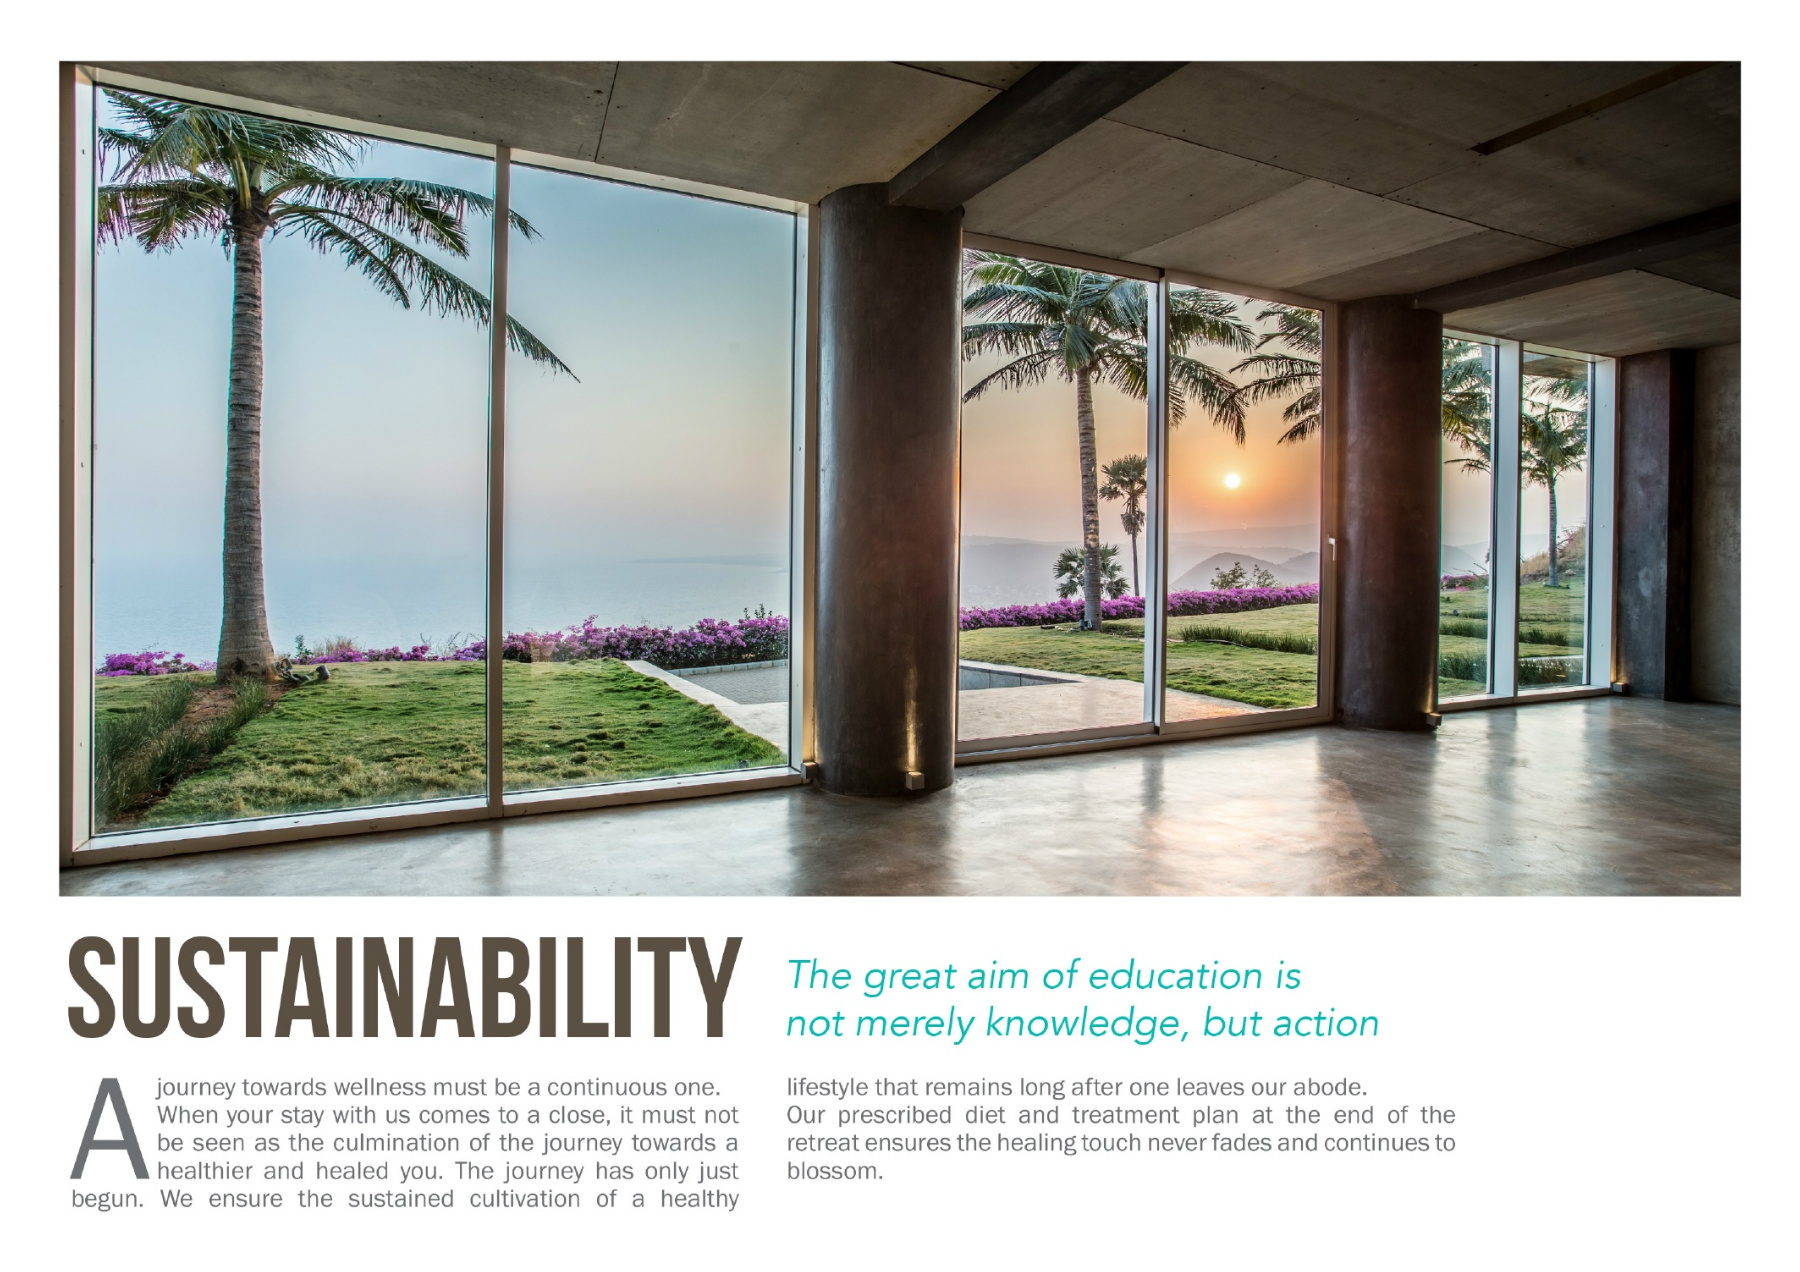 SUSTAINABILITY
The great aim of education is
not merely knowledge, but action
A journey towards wellness must be a continuous one.
When your stay with us comes to a close, it must not
be seen as the culmination of the journey towards a
healthier and healed you. The journey has only just
begun. We ensure the sustained cultivation of a healthy
lifestyle that remains long after one leaves our abode.
Our prescribed diet and treatment plan at the end of the
retreat ensures the healing touch never fades and continues to
blossom.